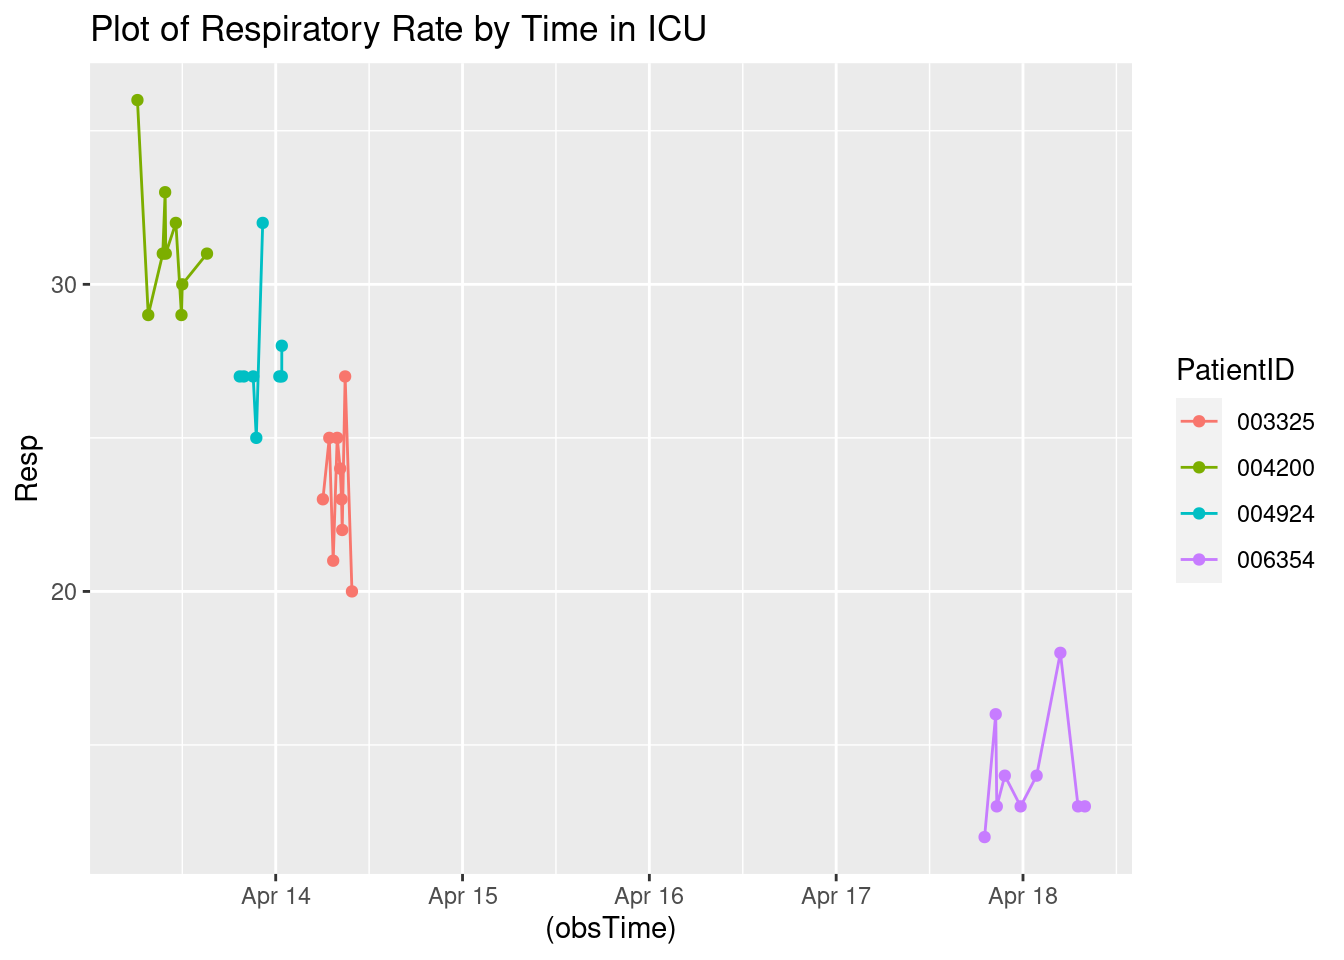 Plot of Respiratory Rate by Time in ICU
30
20
Resp
Apr 14
Apr 15
Apr 16
Apr 17
Apr 18
(obsTime)
PatientID
003325
004200
004924
006354